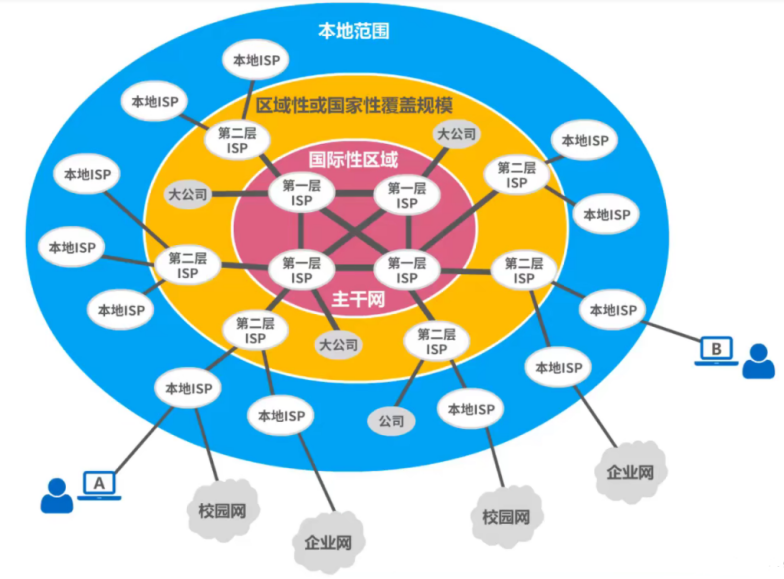 本地范围
本地ISP
本地ISP
区域性或国家性覆盖规模
第二层
ISP
大公司
本地ISP
国际性区域
本地ISP
第二层
ISP
大公司
第一层
ISP
第一层
ISP
本地ISP
本地ISP
第二层
ISP
第一层
ISP
第一层
ISP
第二层
ISP
本地ISP
主干网
本地ISP
第二层
ISP
大公司
第二层
ISP
B
本地ISP
本地ISP
本地ISP
公司
本地ISP
A
企业网
校园网
校园网
企业网